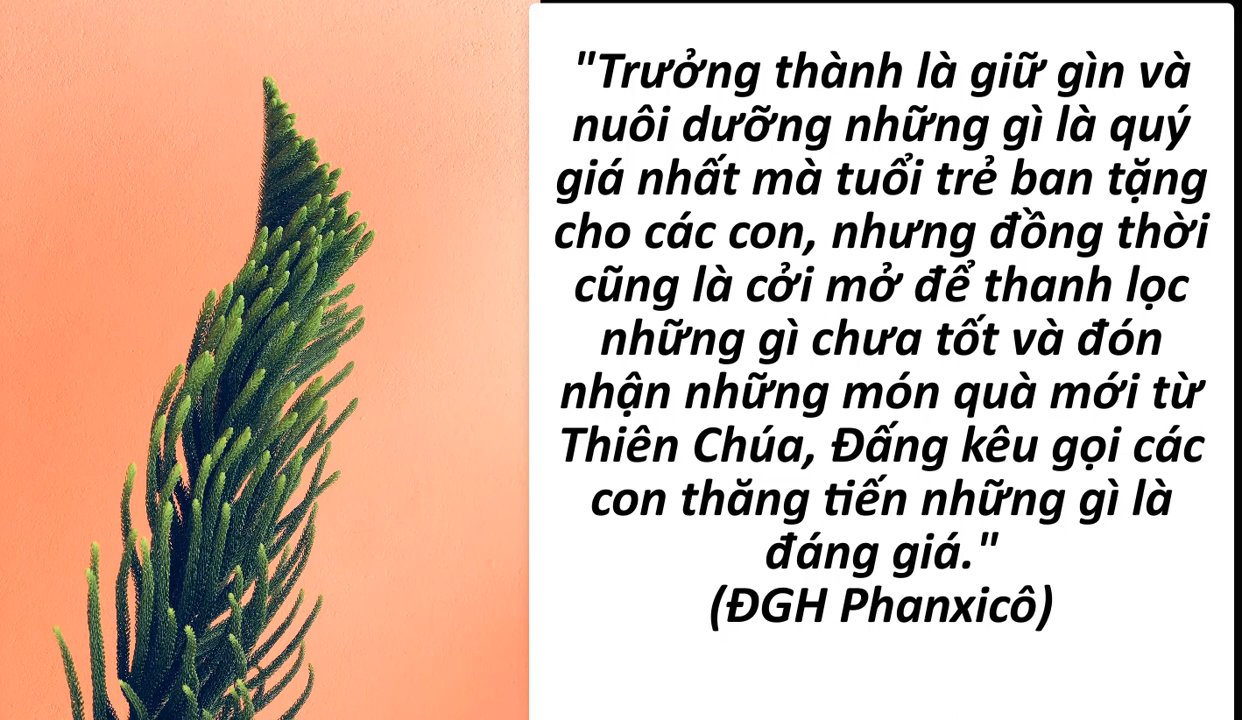 "Trưởng thành là giữ gìn và
nuôi dưỡng những gì là quý
giá nhất mà tuổi trẻ ban tặng
cho các con, nhưng đồng thời
cũng là cởi mở để thanh lọc
những gì chưa tốt và đón
nhận những món quà mới từ
Thiên Chúa, Đấng kêu gọi các
con thăng tiến những gì là
đáng giá."
(ĐGH Phanxicô)